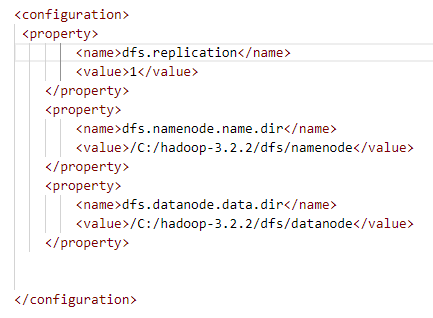 <configuration>
<property>
<name>dfs.replication</name>
<value>1</value>
</property>
<property>
<name>dfs.namenode.name.dir</name>
<value>/C:/hadoop-3.2.2/dfs/namenode</value>
</property>
<property>
<name>dfs.datanode.data.dir</name>
<value>/C:/hadoop-3.2.2/dfs/datanode</value>
</property>
</configuration>